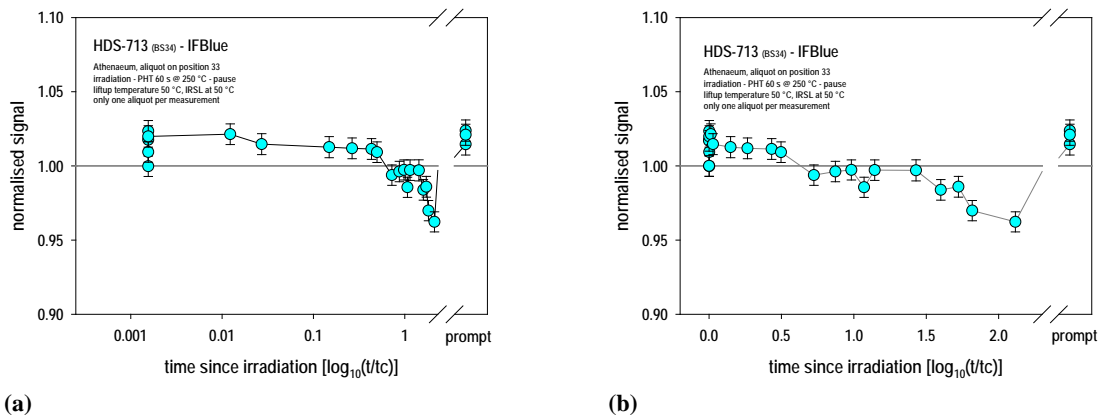 1.10
1.05
1.00
0.95
0.90
normalised signal
HDS-713 (BS34) - IFBlue
Athenaeum, aliquot on position 33
irradiation - PHT 60 s @ 250 °C - pause
liftup temperature 50 °C, IRSL at 50 °C
only one aliquot per measurement
0.001 0.01 0.1 1 prompt
time since irradiation [log10(t/tc)]
(a)
1.10
1.05
1.00
0.95
0.90
normalised signal
HDS-713 (BS34) - IFBlue
Athenaeum, aliquot on position 33
irradiation - PHT 60 s @ 250 °C - pause
liftup temperature 50 °C, IRSL at 50 °C
only one aliquot per measurement
0.0 0.5 1.0 1.5 2.0 prompt
time since irradiation [log10(t/tc)]
(b)